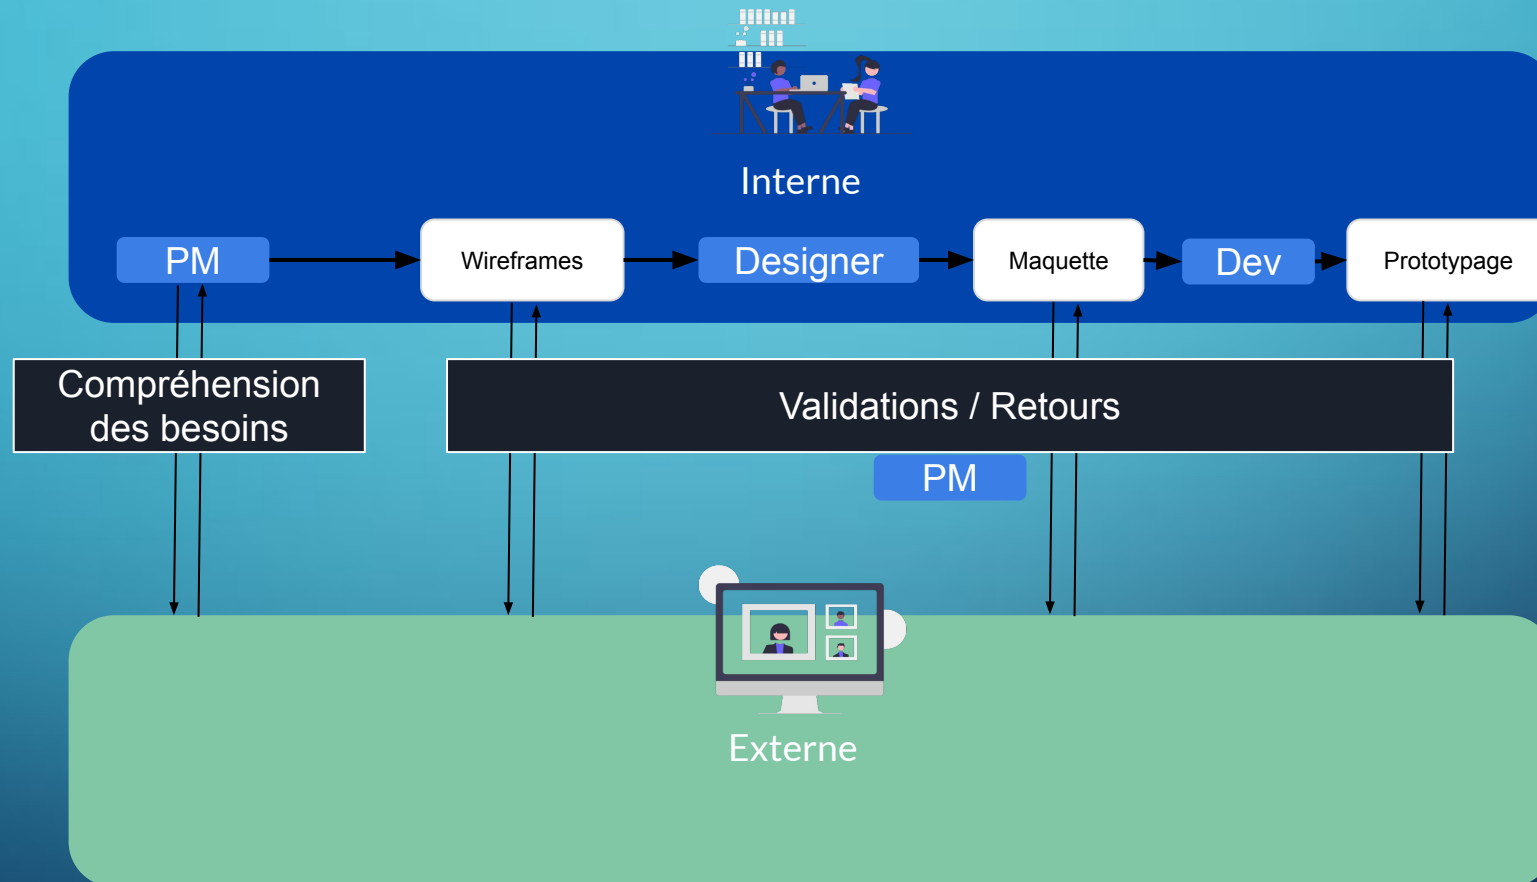 Interne
PM
Wireframes
Designer
Maquette
Dev
Prototypage
Compréhension
des besoins
Validations / Retours
PM
Externe